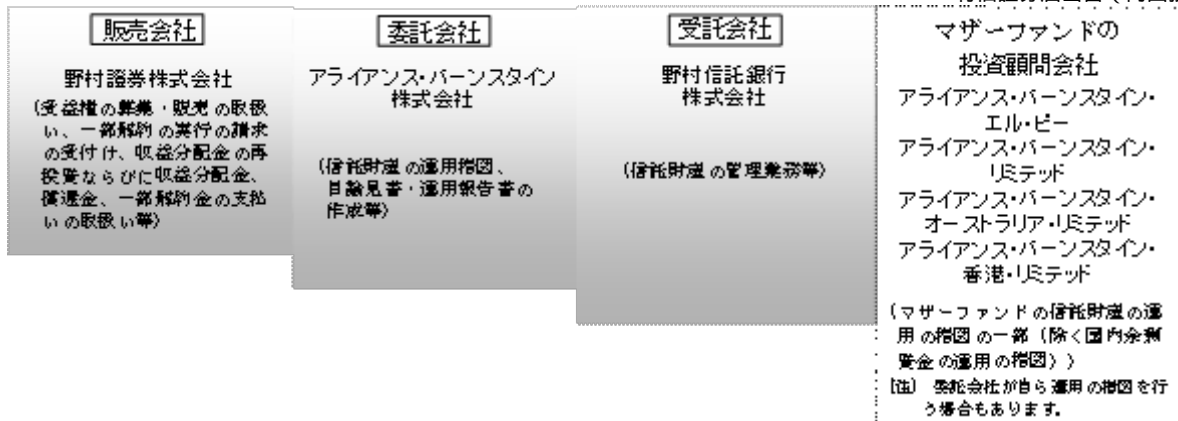 販売会社
野村證券株式会社
(受益権の募集・販売の取扱
い、一部解約の実行の請求
の受付け、収益分配金の再
投資ならびに収益分配金、
償還金、一部解約金の支払
いの取扱い等)
委託会社
アライアンス・バーンスタイン
株式会社
(信託財産の運用指図、
目論見書・運用報告書の
作成等)
受託会社
野村信託銀行
株式会社
(信託財産の管理業務等)
マザーファンドの
投資顧問会社
アライアンス・バーンスタイン・
エル・ピー
アライアンス・バーンスタイン・
リミテッド
アライアンス・バーンスタイン・
オーストラリア・リミテッド
アライアンス・バーンスタイン・
香港・リミテッド
(マザーファンドの信託財産の運
用の指図の一部(除く国内余剰
資金の運用の指図))
(注) 委託会社が自ら運用の指図を行
う場合もあります。